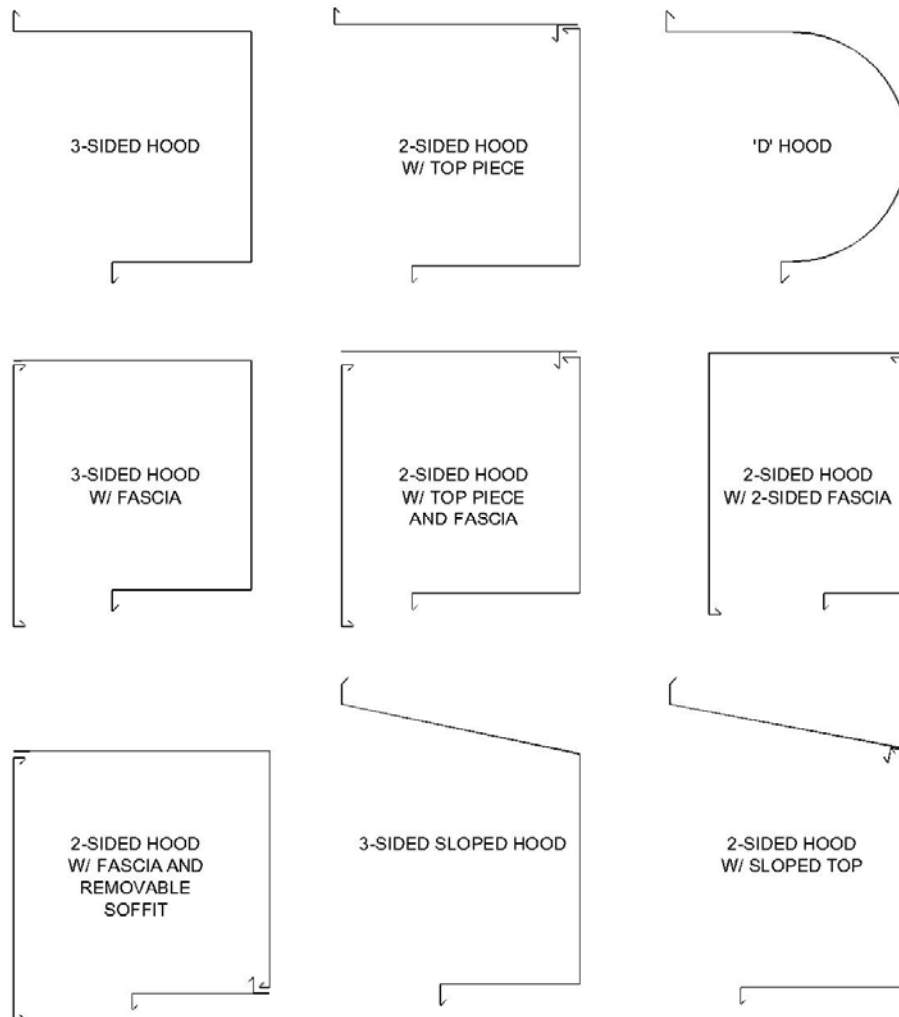 3-SIDED HOOD
2-SIDED HOOD
W/ TOP PIECE
'D' HOOD
3-SIDED HOOD
W/ FASCIA
2-SIDED HOOD
W/ TOP PIECE
AND FASCIA
2-SIDED HOOD
W/ 2-SIDED FASCIA
2-SIDED HOOD
W/ FASCIA AND
REMOVABLE
SOFFIT
3-SIDED SLOPED HOOD
2-SIDED HOOD
W/ SLOPED TOP